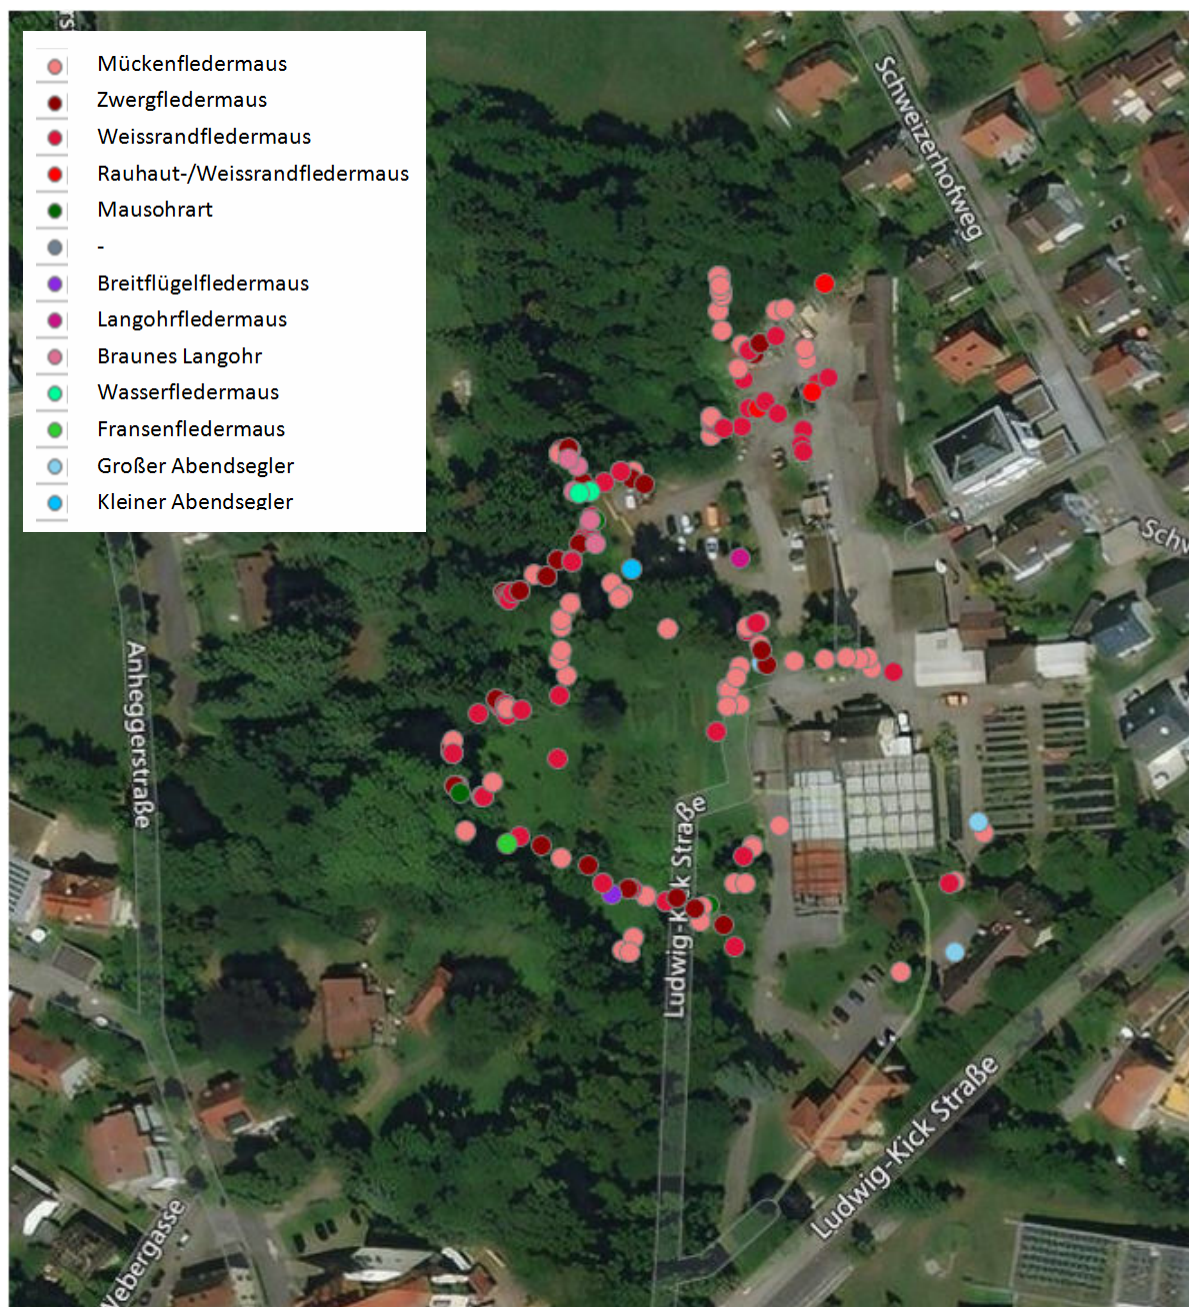 Mückenfledermaus
Zwergfledermaus
Weissrandfledermaus
Rauhaut-/Weissrandfledermaus
Mausohrart
-
Breitflügelfledermaus
Langohrfledermaus
Braunes Langohr
Wasserfledermaus
Fransenfledermaus
Großer Abendsegler
Kleiner Abendsegler
Schweizerhofweg
Schw
Anheggerstraße
Ludwig-Kick Straße
Ludwig-Kick Straße
Webergasse